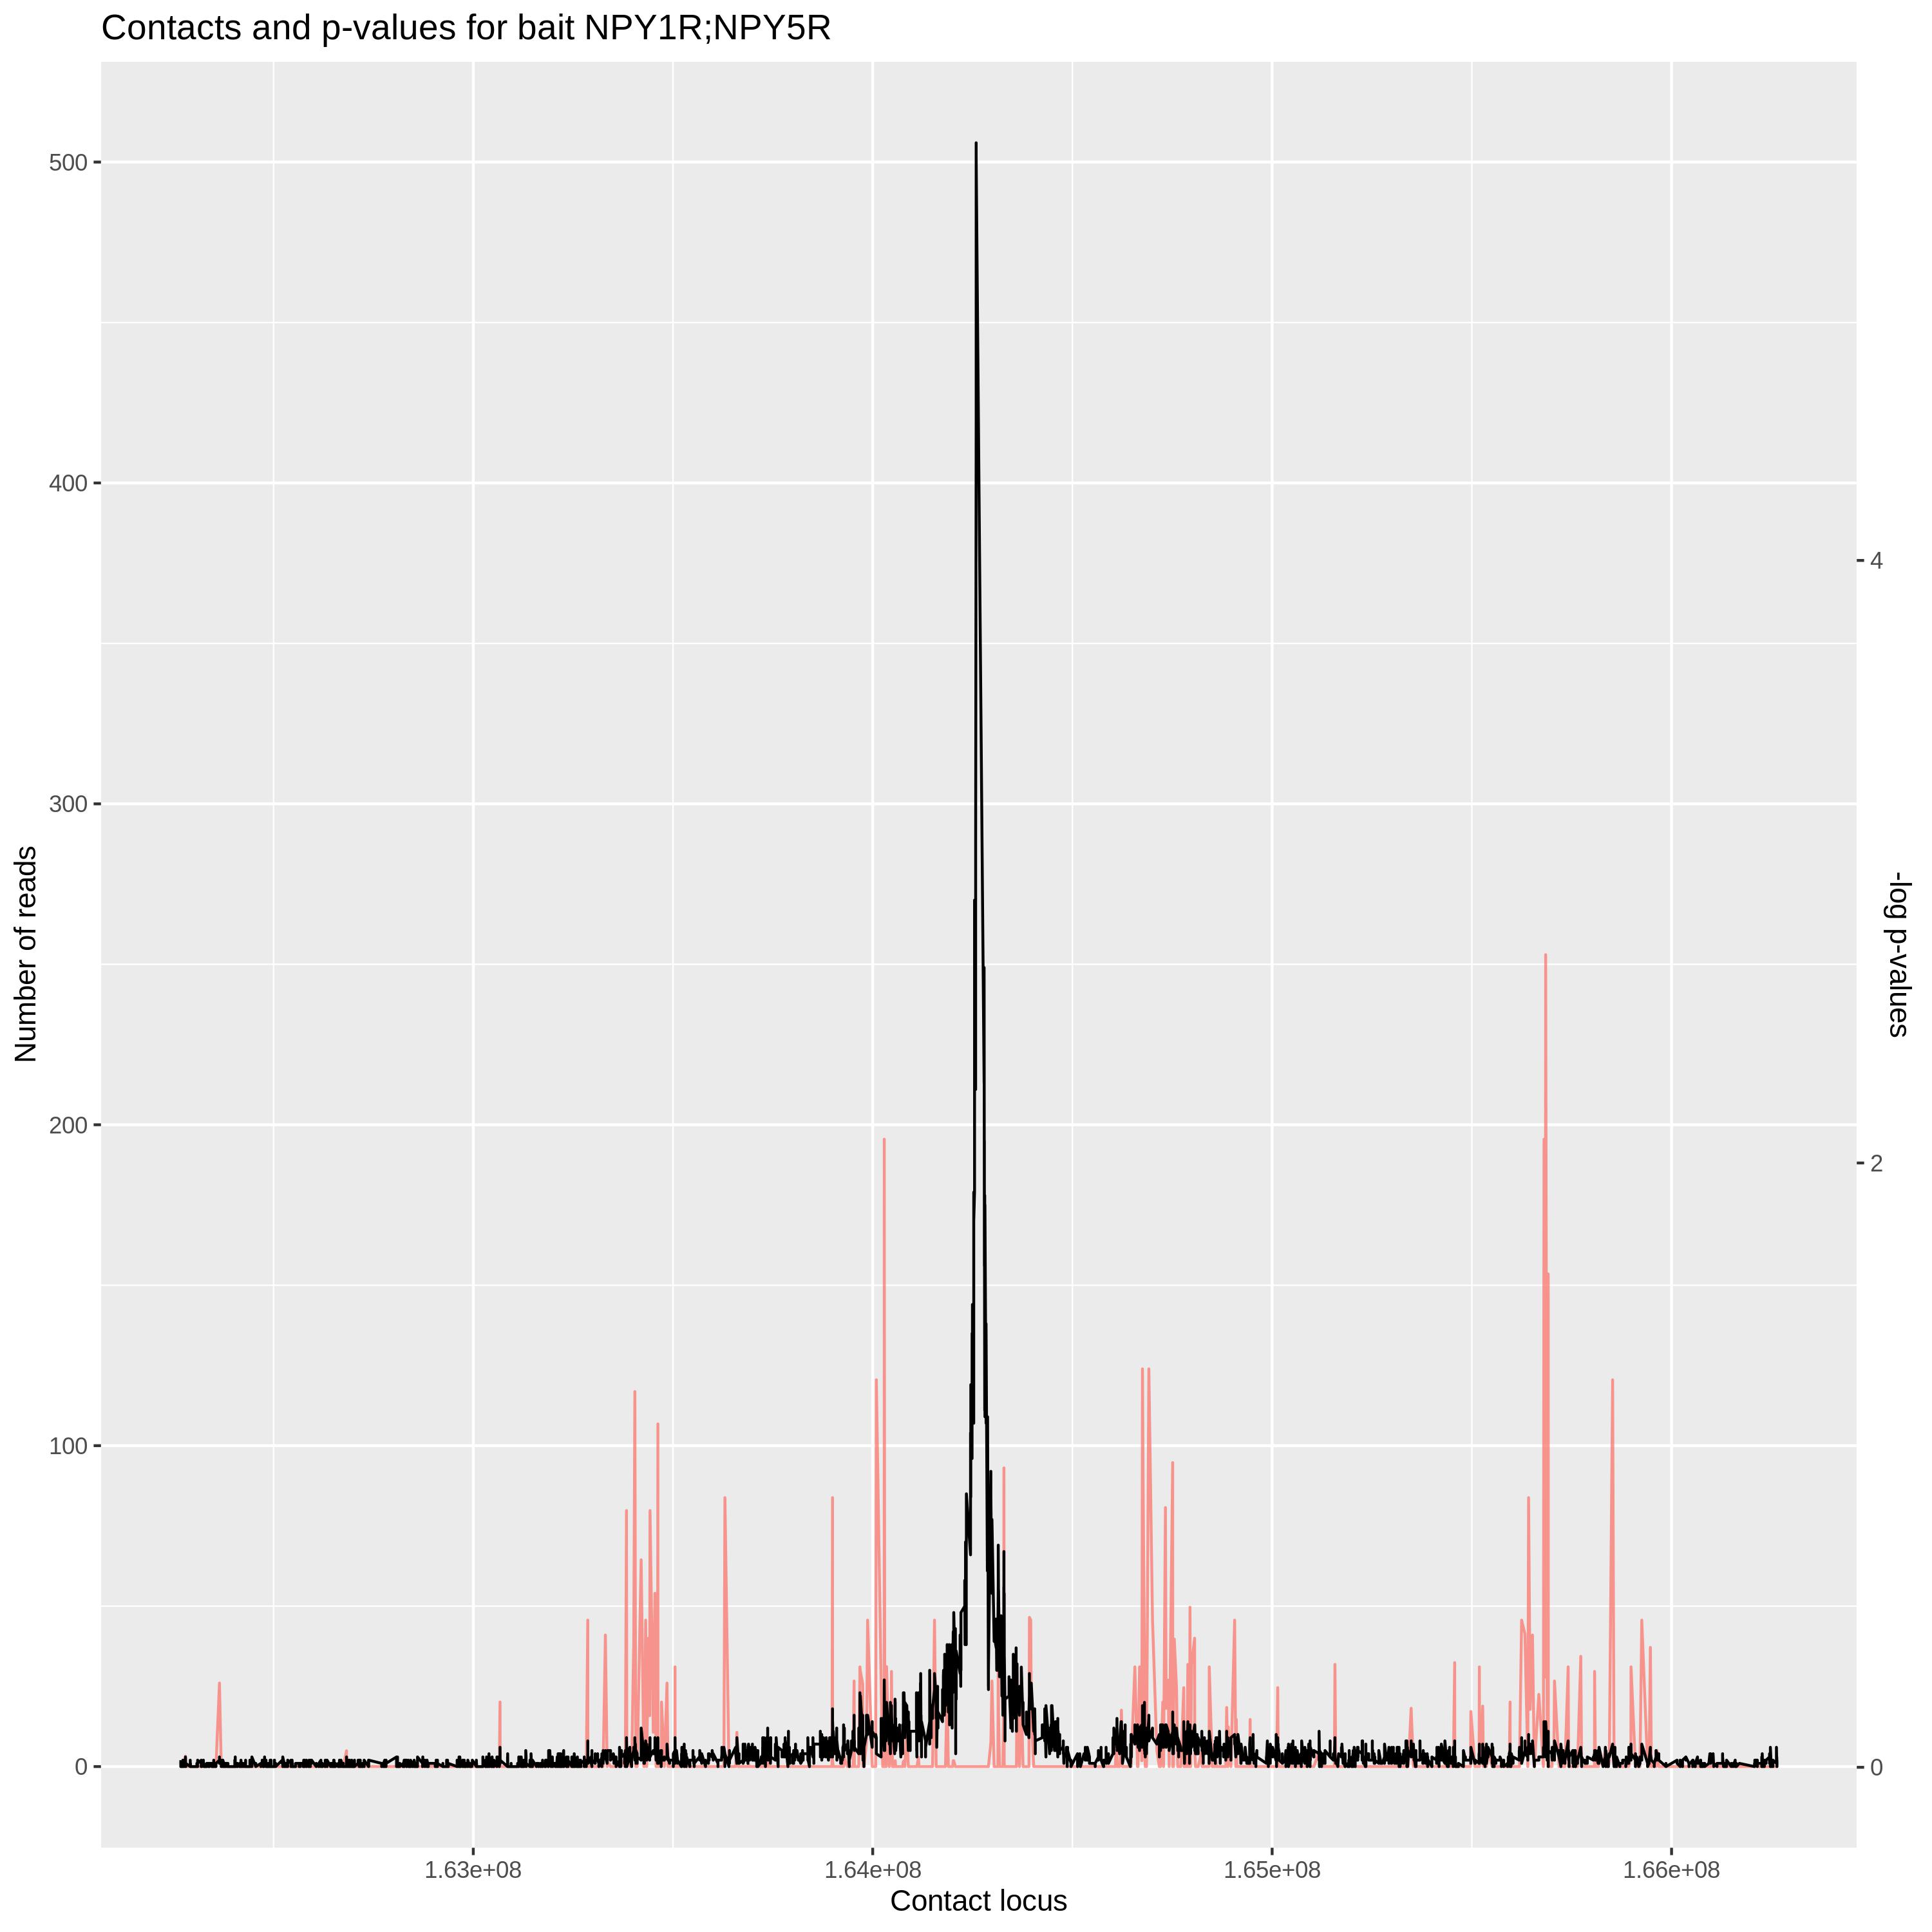 Contacts and p-values for bait NPY1R;NPY5R
500
400
300
200
100
0
Number of reads
4
2
0
-log p-values
1.63e+08
1.64e+08
1.65e+08
1.66e+08
Contact locus